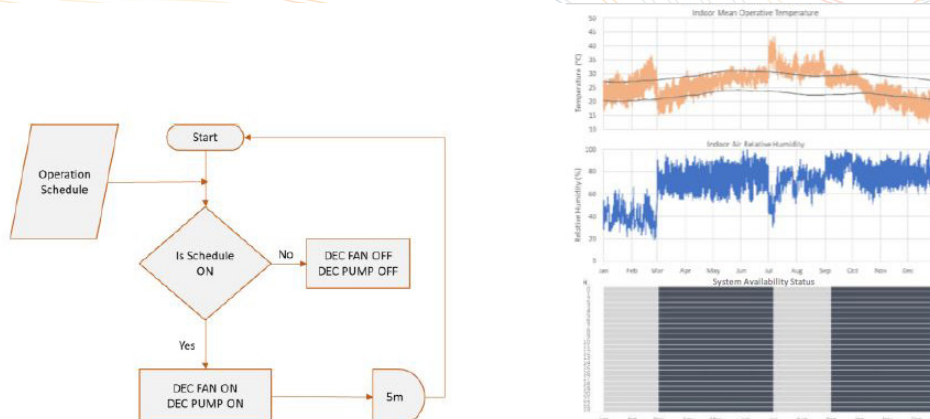 Operation
Schedule
Start
Is Schedule
ON
No
DEC FAN OFF
DEC PUMP OFF
Yes
DEC FAN ON
DEC PUMP ON
5m
Indoor Mean Operative Temperature
Temperature (°C)
50
45
40
35
30
25
20
15
10
Indoor Air Relative Humidity
Relative Humidity (%)
100
80
60
40
20
0
Jan Feb Mar Apr May Jun Jul Aug Sep Oct Nov Dec
System Availability Status